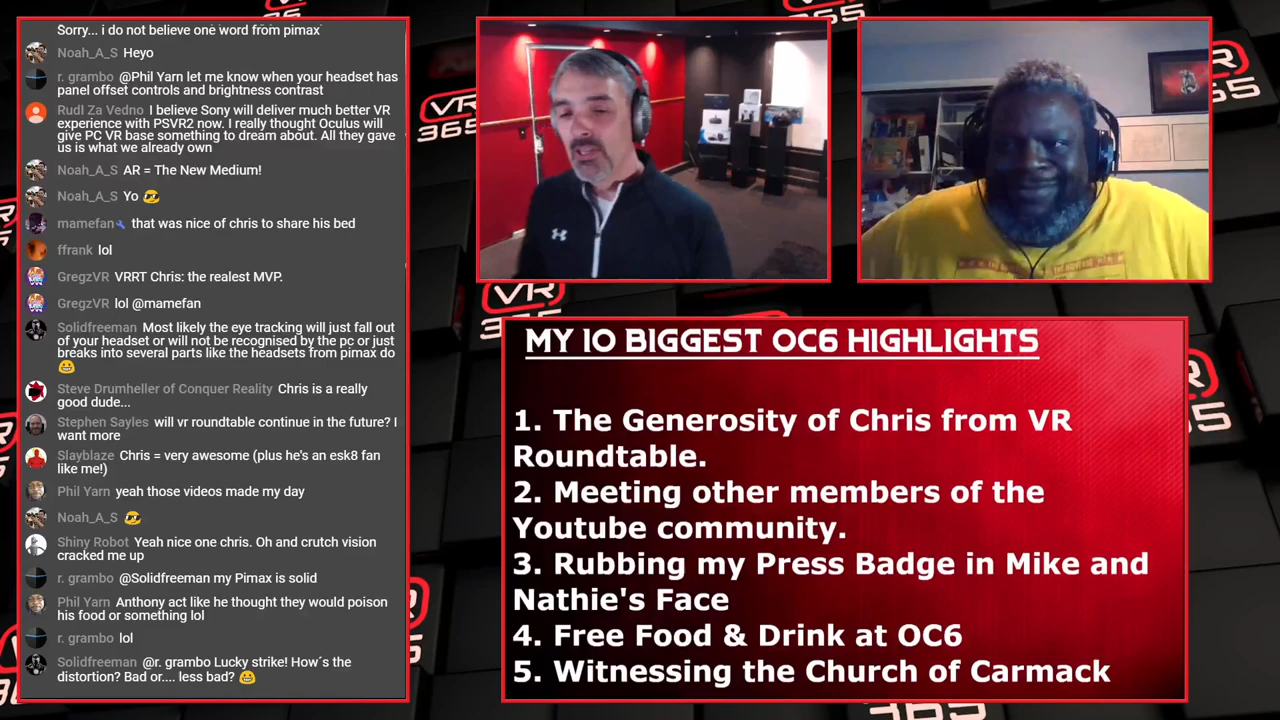 Sorry... i do not believe one word from pimax
Noah_A_S Heyo
r. grambo @Phil Yarn let me know when your headset has
panel offset controls and brightness contrast
Rudl Za Vedno I believe Sony will deliver much better VR
experience with PSVR2 now. I really thought Oculus will
give PC VR base something to dream about. All they gave
us is what we already own
Noah_A_S AR = The New Medium!
Noah_A_S Yo 
mamefan that was nice of chris to share his bed
ffrank lol
GregzVR VRRT Chris: the realest MVP.
GregzVR lol @mamefan
Solidfreeman Most likely the eye tracking will just fall out
of your headset or will not be recognised by the pc or just
breaks into several parts like the headsets from pimax do
Steve Drumheller of Conquer Reality Chris is a really
good dude...
Stephen Sayles will vr roundtable continue in the future? I
want more
Slayblaze Chris = very awesome (plus he's an esk8 fan
like me!)
Phil Yarn yeah those videos made my day
Noah_A_S
Shiny Robot Yeah nice one chris. Oh and crutch vision
cracked me up
r. grambo @Solidfreeman my Pimax is solid
Phil Yarn Anthony act like he thought they would poison
his food or something lol
r. grambo lol
Solidfreeman @r. grambo Lucky strike! How´s the
distortion? Bad or.... less bad?
VR
365
VR
365
MY 10 BIGGEST OC6 HIGHLIGHTS
1. The Generosity of Chris from VR
Roundtable.
2. Meeting other members of the
Youtube community.
3. Rubbing my Press Badge in Mike and
Nathie's Face
4. Free Food & Drink at OC6
5. Witnessing the Church of Carmack